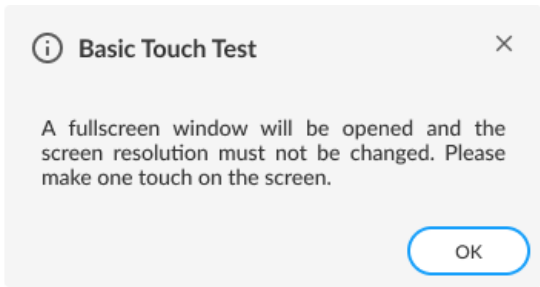 Basic Touch Test
A fullscreen window will be opened and the
screen resolution must not be changed. Please
make one touch on the screen.
OK